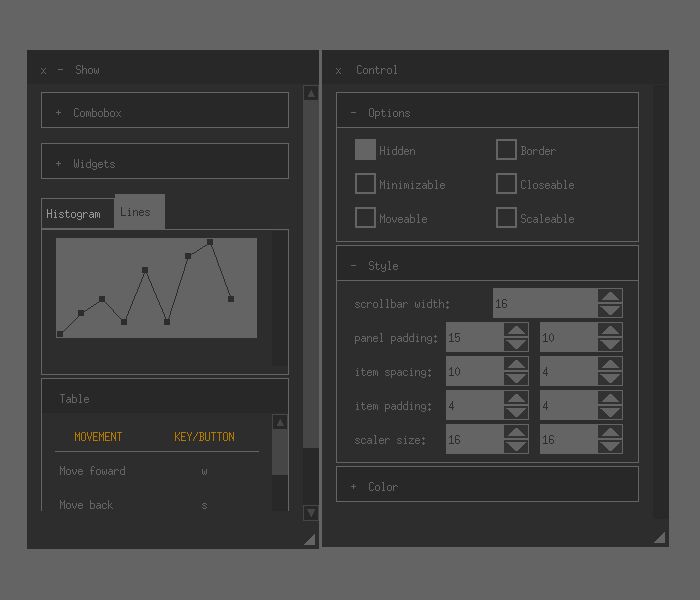 x - Show
+ Combobox
+ Widgets
Histogram Lines
Table
MOVEMENT KEY/BUTTON
Move foward w
Move back s
x Control
- Options
Hidden Border
Minimizable Closeable
Moveable Scaleable
- Style
scrollbar width: 16
panel padding: 15 10
item spacing: 10 4
item padding: 4 4
scaler size: 16 16
+ Color